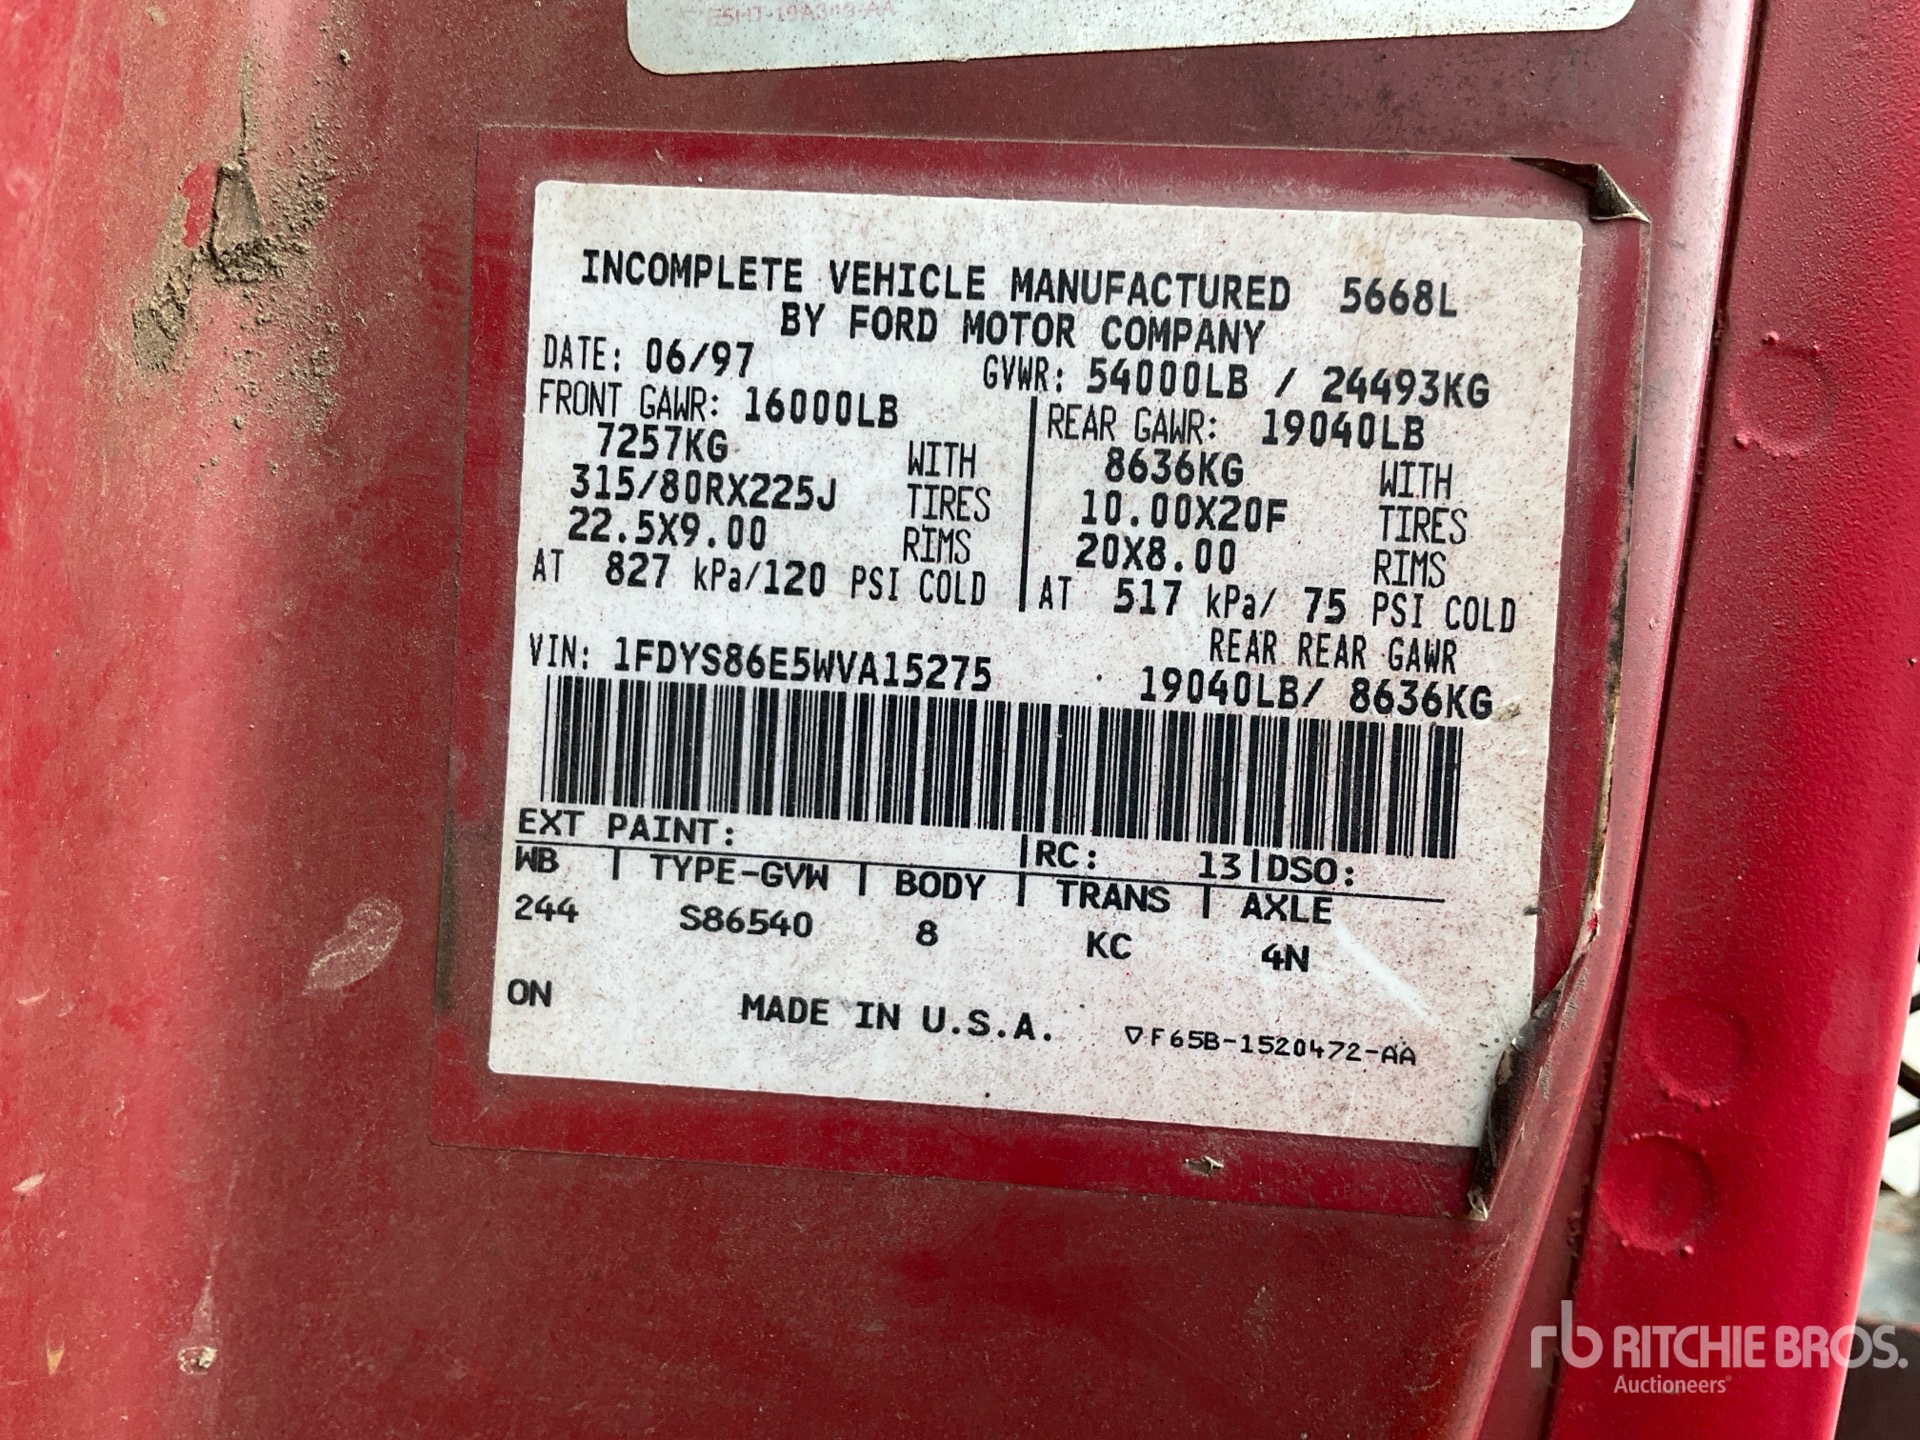 E5HT-19A348-AA
INCOMPLETE VEHICLE MANUFACTURED 5668L
BY FORD MOTOR COMPANY
DATE: 06/97 GVWR: 54000LB / 24493KG
FRONT GAWR: 16000LB REAR GAWR: 19040LB
7257KG WITH 8636KG WITH
315/80RX225J TIRES 10.00X20F TIRES
22.5X9.00 RIMS 20X8.00 RIMS
AT 827 kPa/120 PSI COLD AT 517 kPa/ 75 PSI COLD
VIN: 1FDYS86E5WVA15275 REAR REAR GAWR
19040LB/ 8636KG
EXT PAINT: RC: 13 DSO:
WB TYPE-GVW BODY TRANS AXLE
244 S86540 8 KC 4N
ON MADE IN U.S.A. F65B-1520472-AA
rb RITCHIE BROS.
Auctioneers